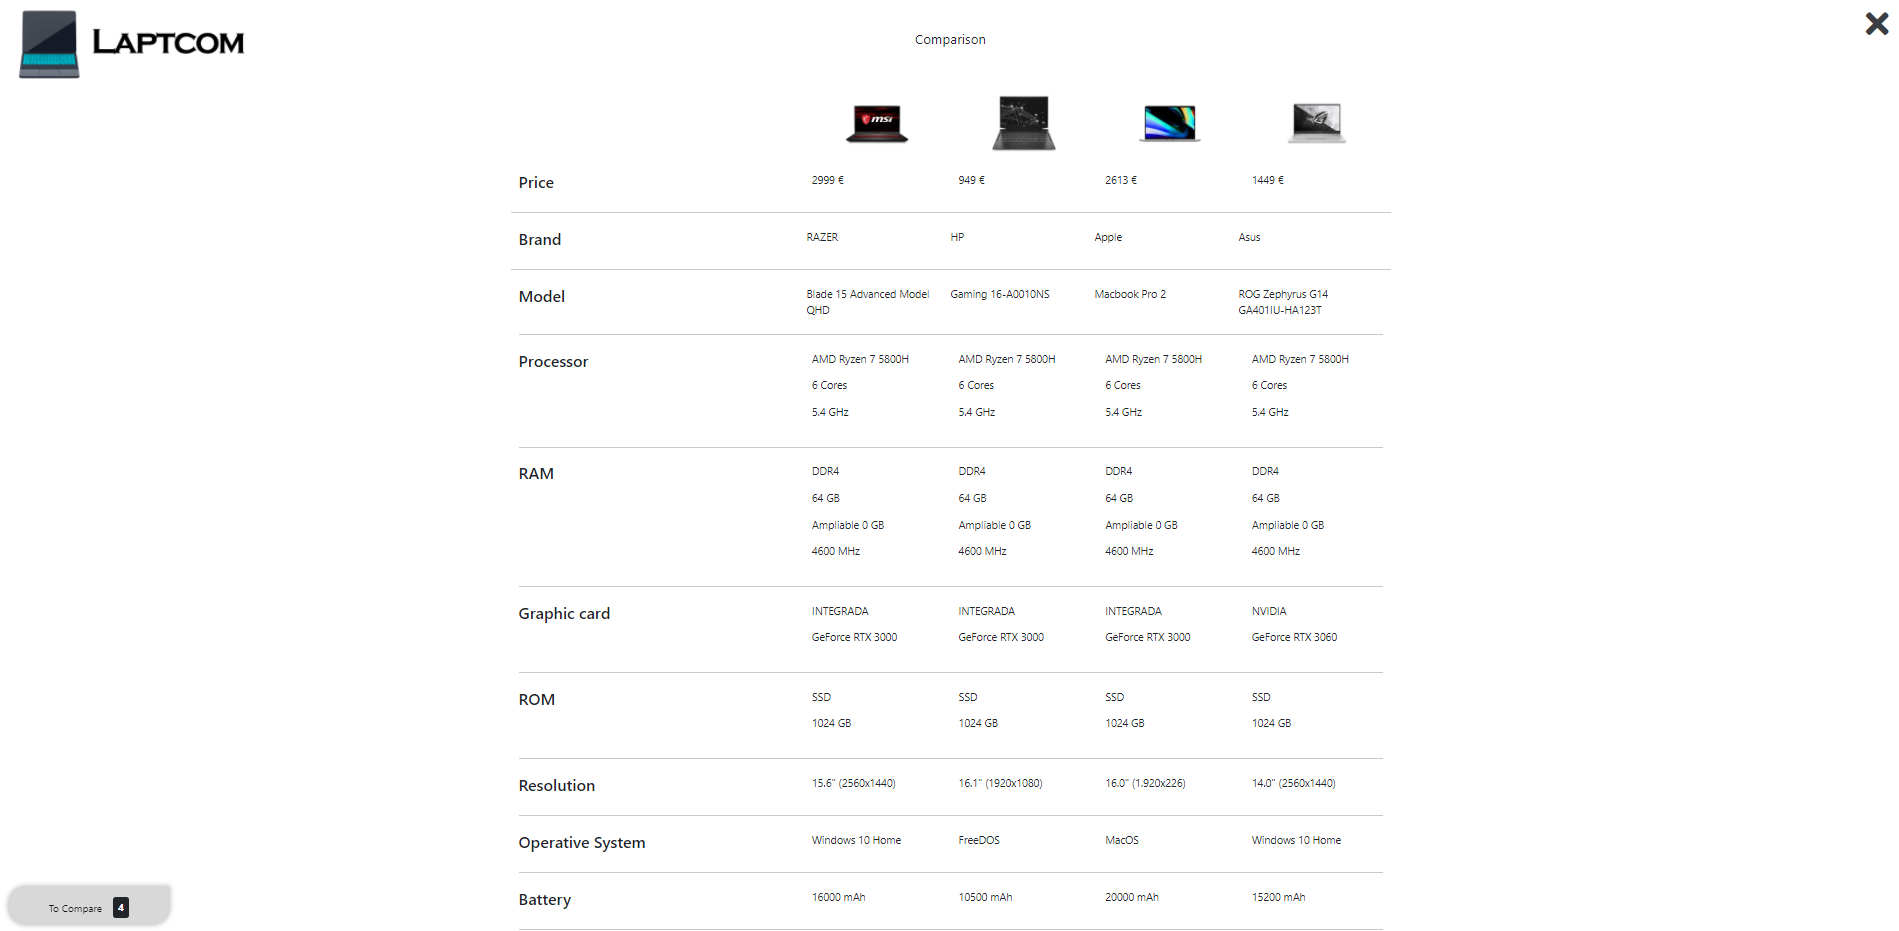 LAPTCOM
Comparison
msi
Price 2999 € 949 € 2613 € 1449 €
Brand RAZER HP Apple Asus
Model Blade 15 Advanced Model QHD Gaming 16-A0010NS Macbook Pro 2 ROG Zephyrus G14 GA401IU-HA123T
Processor AMD Ryzen 7 5800H AMD Ryzen 7 5800H AMD Ryzen 7 5800H AMD Ryzen 7 5800H
6 Cores 6 Cores 6 Cores 6 Cores
5.4 GHz 5.4 GHz 5.4 GHz 5.4 GHz
RAM DDR4 DDR4 DDR4 DDR4
64 GB 64 GB 64 GB 64 GB
Ampliable 0 GB Ampliable 0 GB Ampliable 0 GB Ampliable 0 GB
4600 MHz 4600 MHz 4600 MHz 4600 MHz
Graphic card INTEGRADA INTEGRADA INTEGRADA NVIDIA
GeForce RTX 3000 GeForce RTX 3000 GeForce RTX 3000 GeForce RTX 3060
ROM SSD SSD SSD SSD
1024 GB 1024 GB 1024 GB 1024 GB
Resolution 15.6" (2560x1440) 16.1" (1920x1080) 16.0" (1.920x226) 14.0" (2560x1440)
Operative System Windows 10 Home FreeDOS MacOS Windows 10 Home
Battery 16000 mAh 10500 mAh 20000 mAh 15200 mAh
To Compare 4